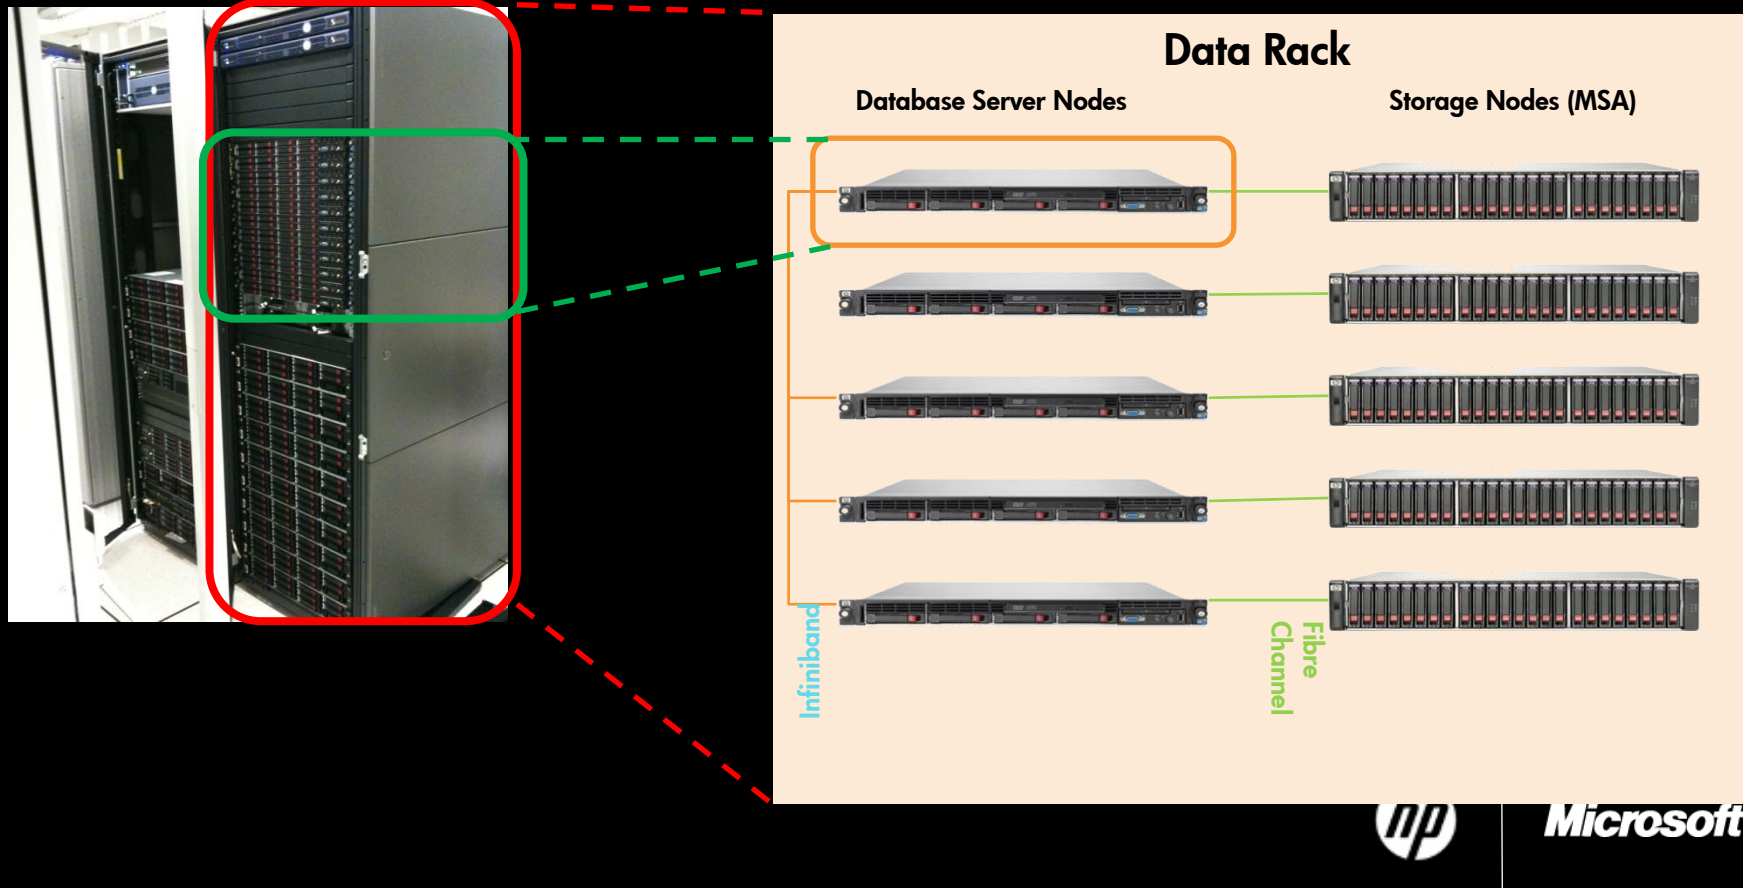 Data Rack
Database Server Nodes
Storage Nodes (MSA)
Infiniband
Fibre
Channel
hp
Microsoft